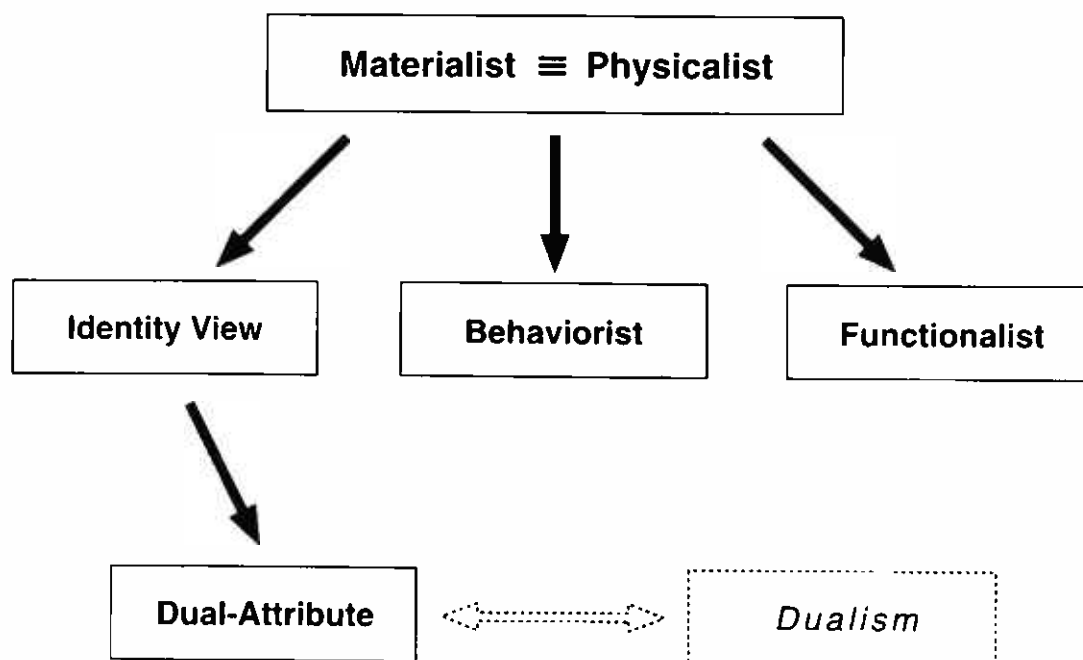 Materialist ≡ Physicalist
Identity View
Behaviorist
Functionalist
Dual-Attribute
Dualism